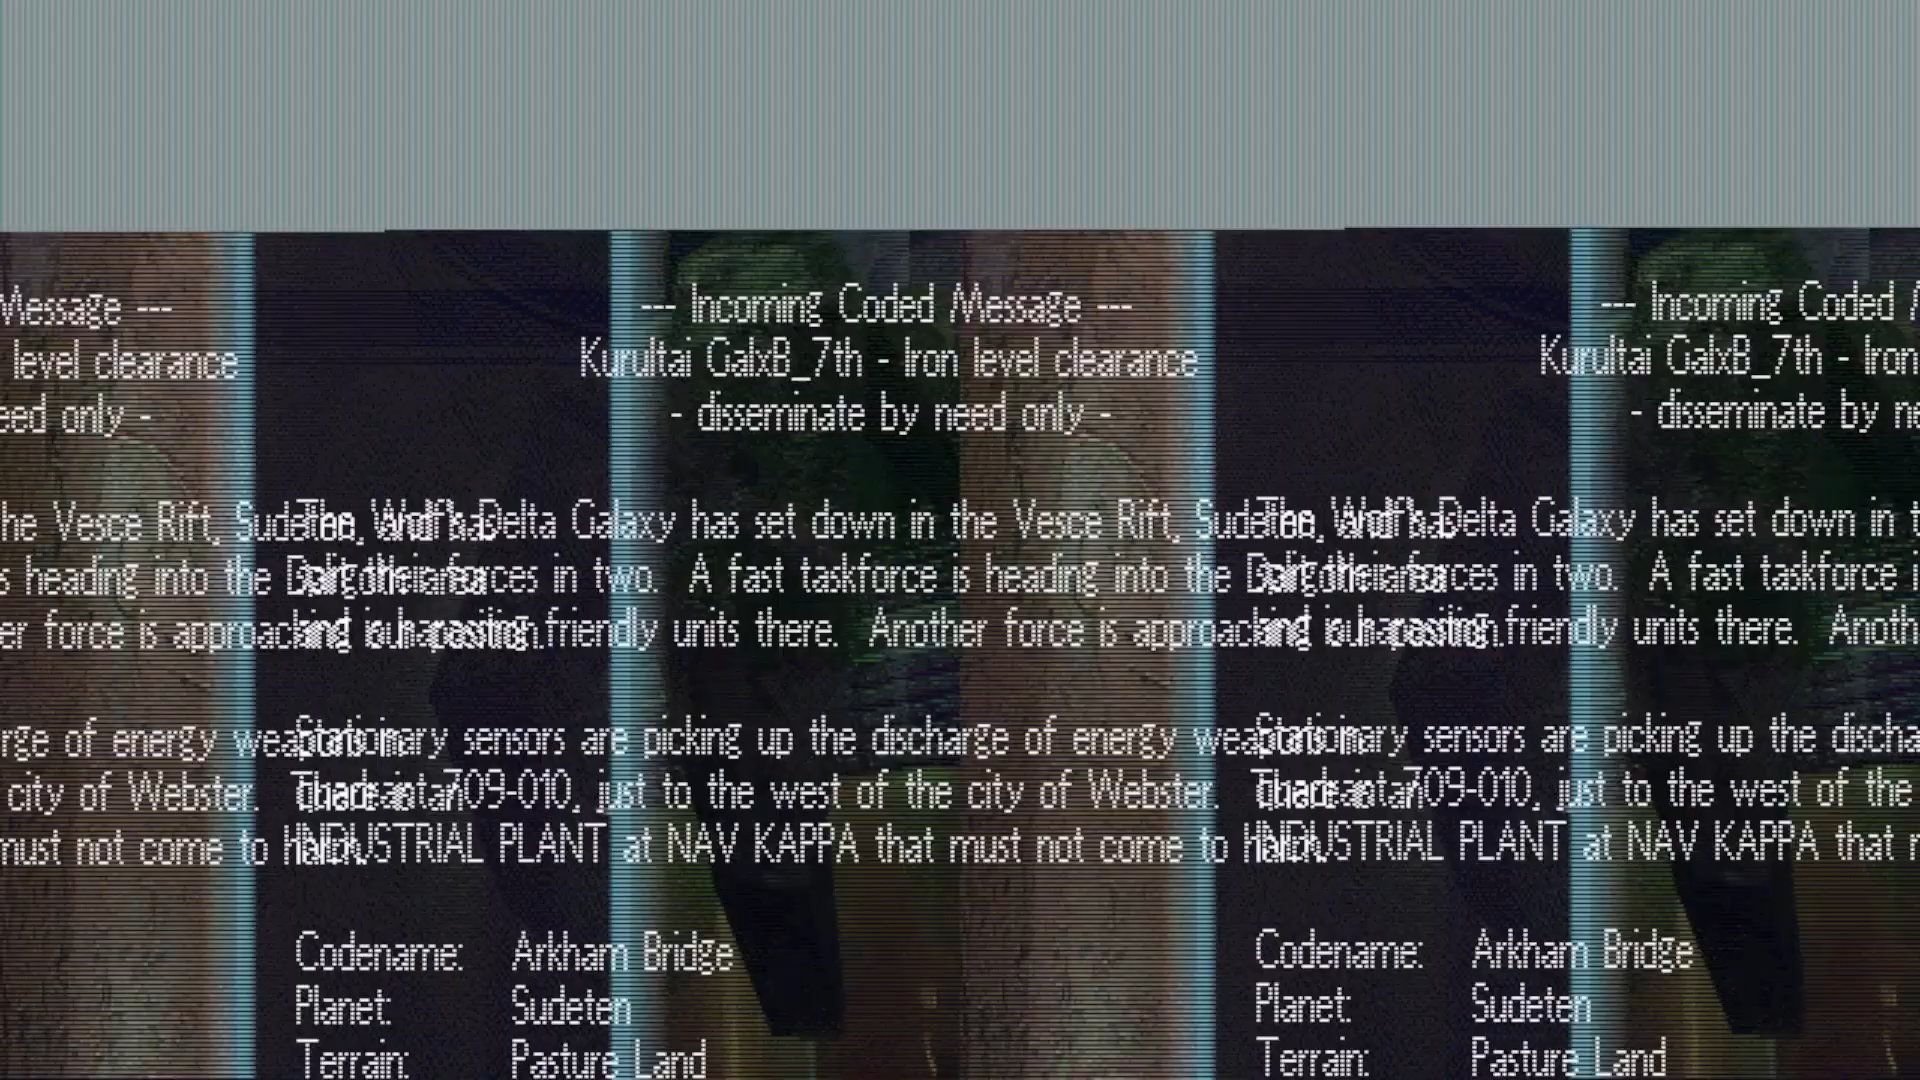 --- Incoming Coded Message ---
Kurultai GalxB_7th - Iron level clearance
- disseminate by need only -
The Wolf's Delta Galaxy has set down in the Vesce Rift, Sudeten, and has
split their forces in two.  A fast taskforce is heading into the
and is harassing friendly units there.  Another force is approaching our position.
Stationary sensors are picking up the discharge of energy weapons in
Quadrant 709-010, just to the west of the city of Webster.  There is an
INDUSTRIAL PLANT at NAV KAPPA that must not come to harm.
Codename: Arkham Bridge
Planet: Sudeten
Terrain: Pasture Land